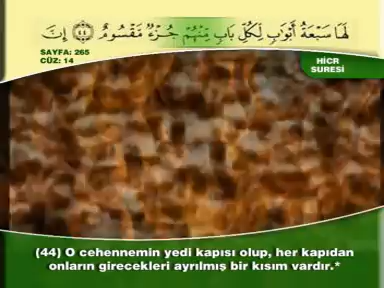 لَهَا سَبْعَةُ أَبْوَابٍ لِكُلِّ بَابٍ مِنْهُمْ جُزْءٌ مَقْسُومٌ ﴿٤٤﴾ إِنَّ
SAYFA: 265
CÜZ: 14
HİCR
SURESİ
(44) O cehennemin yedi kapısı olup, her kapıdan
onların girecekleri ayrılmış bir kısım vardır.*